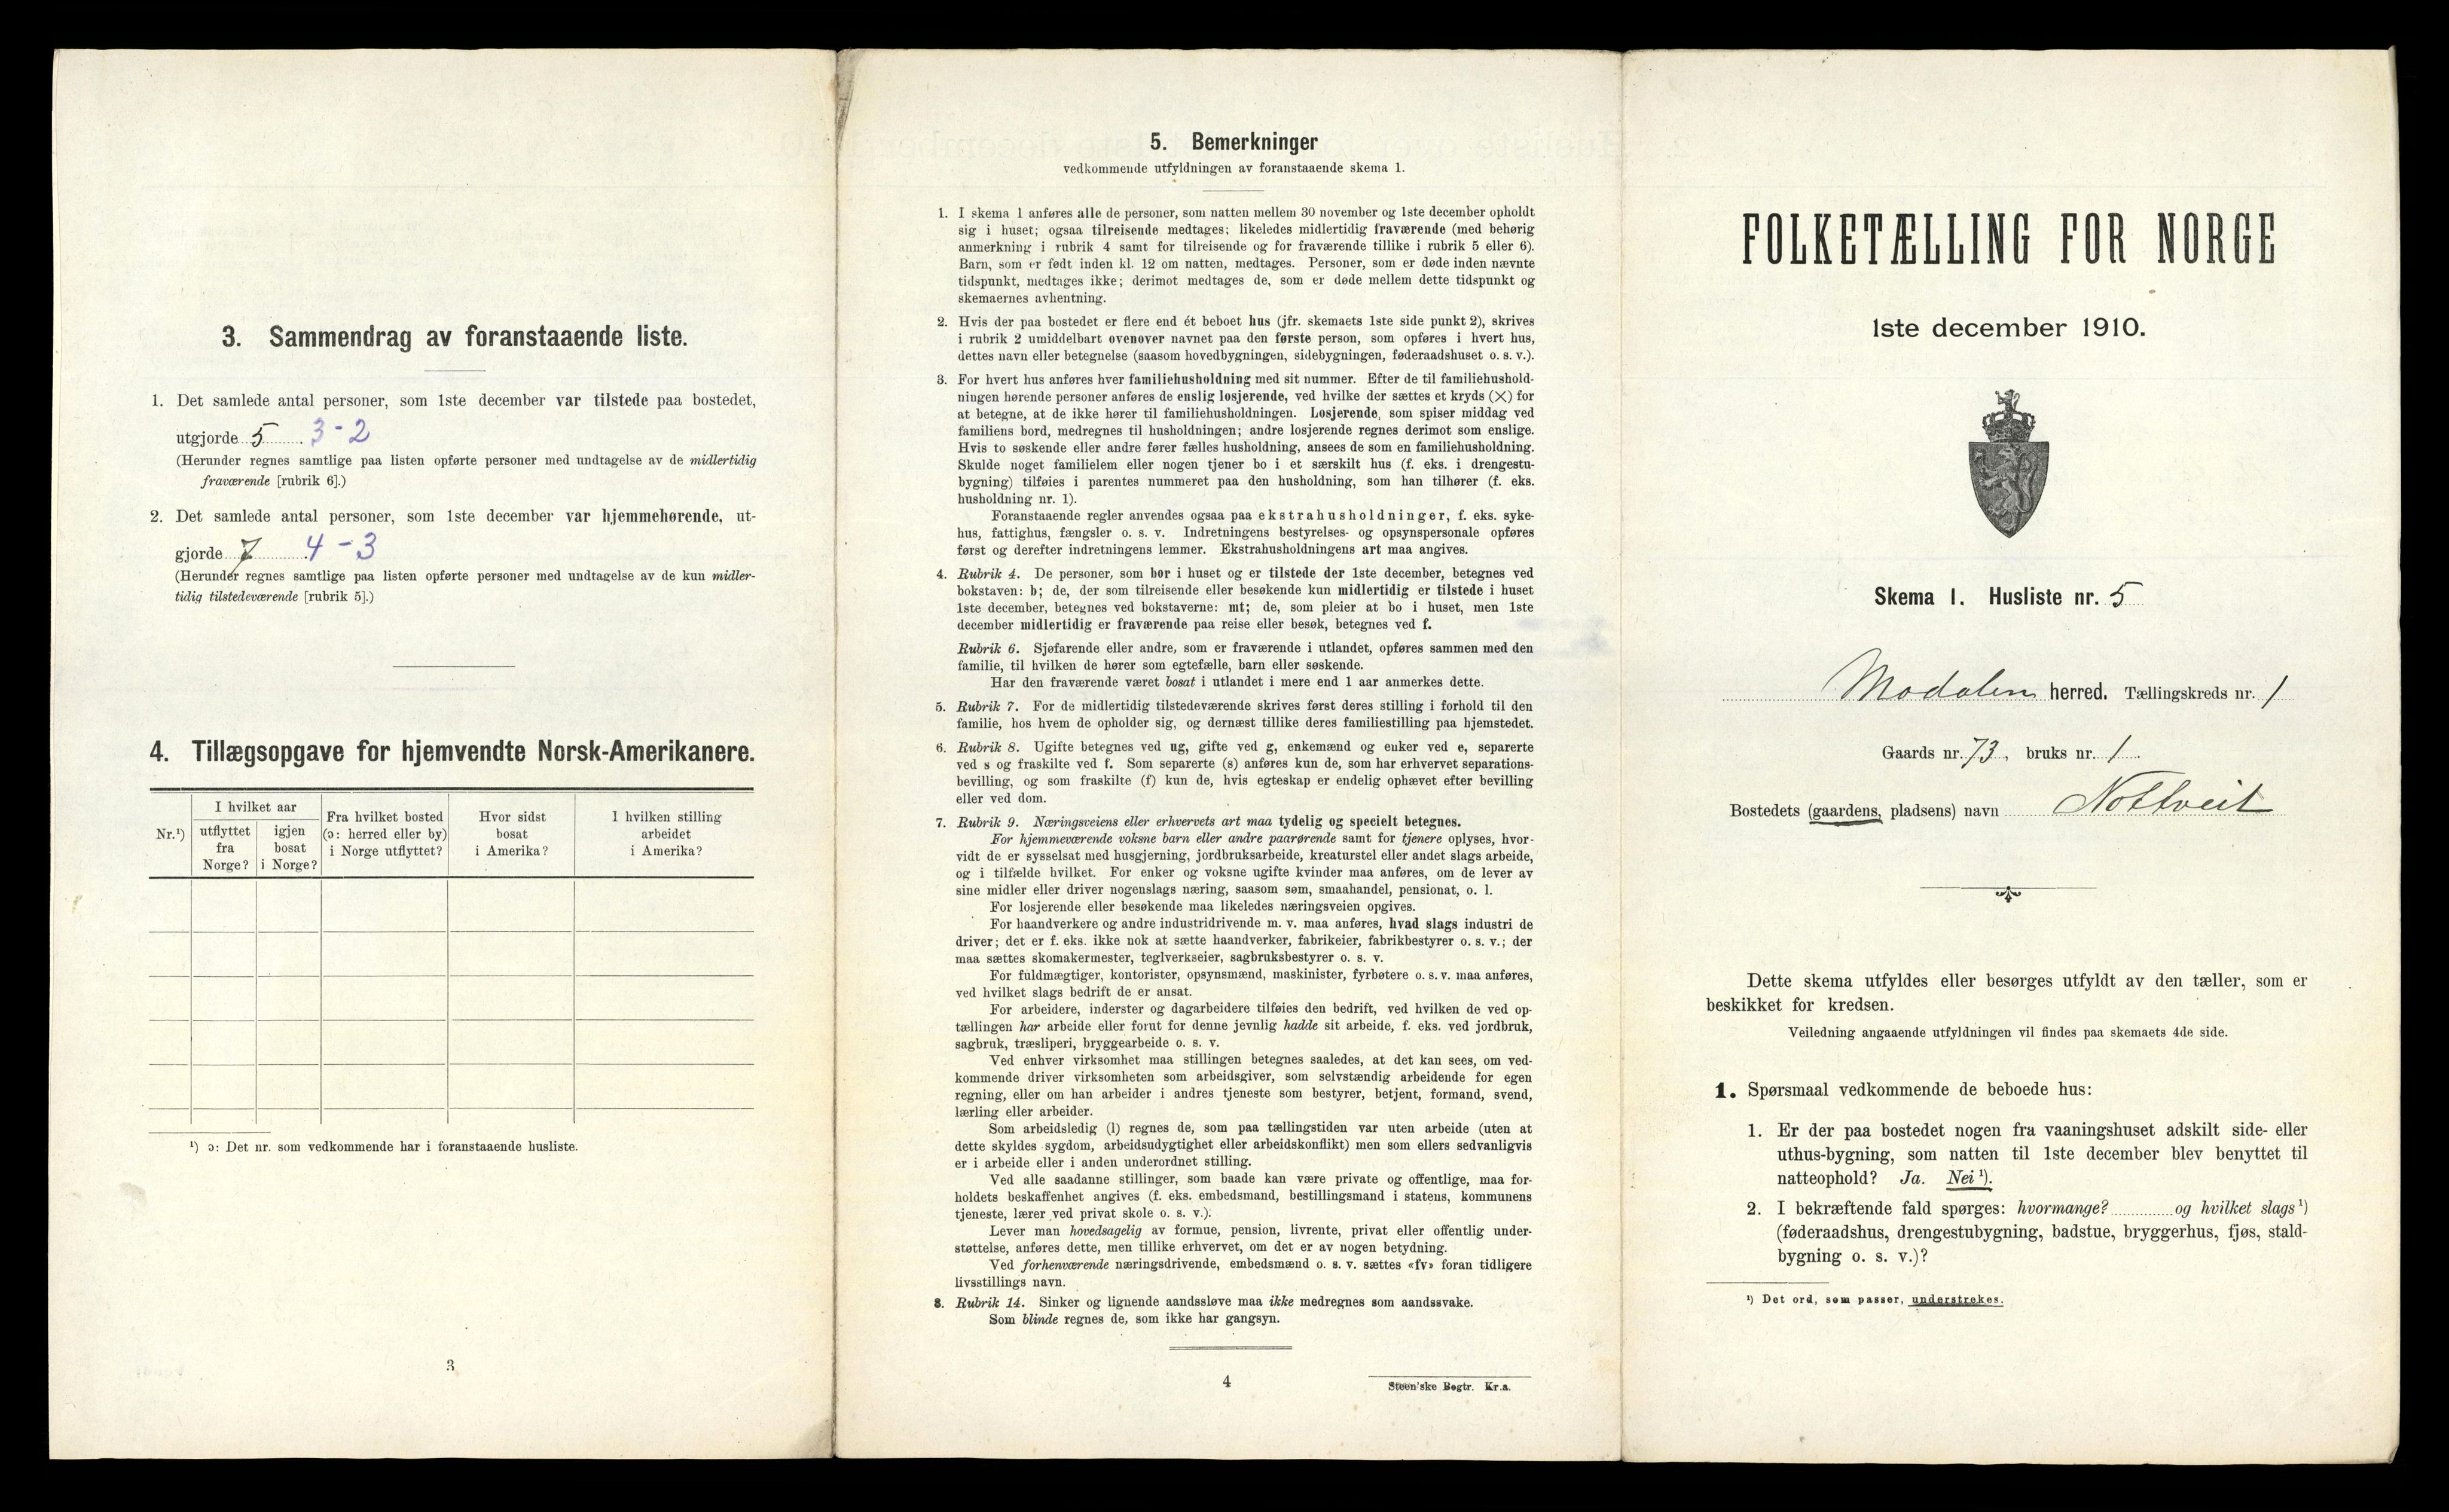 3. Sammendrag av foranstaaende liste.
1. Det samlede antal personer, som 1ste december var tilstede paa bostedet,
utgjorde 5 . 3-2
(Herunder regnes samtlige paa listen opførte personer med undtagelse av de midlertidig
fraværende [rubrik 6].)
2. Det samlede antal personer, som 1ste december var hjemmehørende, ut-
gjorde 7 . 4-3
(Herunder regnes samtlige paa listen opførte personer med undtagelse av de kun midler-
tidig tilstedeværende [rubrik 5].)
4. Tillægsopgave for hjemvendte Norsk-Amerikanere.
Nr.¹)
I hvilket aar
utflyttet
fra
Norge?
igjen
bosat
i Norge?
Fra hvilket bosted
(ɔ: herred eller by)
i Norge utflyttet?
Hvor sidst
bosat
i Amerika?
I hvilken stilling
arbeidet
i Amerika?
¹) ɔ: Det nr. som vedkommende har i foranstaaende husliste.
3
5. Bemerkninger
vedkommende utfyldningen av foranstaaende skema 1.
1. I skema 1 anføres alle de personer, som natten mellem 30 november og 1ste december opholdt
sig i huset; ogsaa tilreisende medtages; likeledes midlertidig fraværende (med behørig
anmerkning i rubrik 4 samt for tilreisende og for fraværende tillike i rubrik 5 eller 6).
Barn, som er født inden kl. 12 om natten, medtages. Personer, som er døde inden nævnte
tidspunkt, medtages ikke; derimot medtages de, som er døde mellem dette tidspunkt og
skemaernes avhentning.
2. Hvis der paa bostedet er flere end ét beboet hus (jfr. skemaets 1ste side punkt 2), skrives
i rubrik 2 umiddelbart ovenover navnet paa den første person, som opføres i hvert hus,
dettes navn eller betegnelse (saasom hovedbygningen, sidebygningen, føderaadshuset o. s. v.).
3. For hvert hus anføres hver familiehusholdning med sit nummer. Efter de til familiehushold-
ningen hørende personer anføres de enslig losjerende, ved hvilke der sættes et kryds (×) for
at betegne, at de ikke hører til familiehusholdningen. Losjerende, som spiser middag ved
familiens bord, medregnes til husholdningen; andre losjerende regnes derimot som enslige.
Hvis to søskende eller andre fører fælles husholdning, ansees de som en familiehusholdning.
Skulde noget familielem eller nogen tjener bo i et særskilt hus (f. eks. i drengestu-
bygning) tilføies i parentes nummeret paa den husholdning, som han tilhører (f. eks.
husholdning nr. 1).
Foranstaaende regler anvendes ogsaa paa ekstrahusholdninger, f. eks. syke-
hus, fattighus, fængsler o. s. v. Indretningens bestyrelses- og opsynspersonale opføres
først og derefter indretningens lemmer. Ekstrahusholdningens art maa angives.
4. Rubrik 4. De personer, som bor i huset og er tilstede der 1ste december, betegnes ved
bokstaven: b; de, der som tilreisende eller besøkende kun midlertidig er tilstede i huset
1ste december, betegnes ved bokstaverne: mt; de, som pleier at bo i huset, men 1ste
december midlertidig er fraværende paa reise eller besøk, betegnes ved f.
Rubrik 6. Sjøfarende eller andre, som er fraværende i utlandet, opføres sammen med den
familie, til hvilken de hører som egtefælle, barn eller søskende.
Har den fraværende været bosat i utlandet i mere end 1 aar anmerkes dette.
5. Rubrik 7. For de midlertidig tilstedeværende skrives først deres stilling i forhold til den
familie, hos hvem de opholder sig, og dernæst tillike deres familiestilling paa hjemstedet.
6. Rubrik 8. Ugifte betegnes ved ug, gifte ved g, enkemænd og enker ved e, separerte
ved s og fraskilte ved f. Som separerte (s) anføres kun de, som har erhvervet separations-
bevilling, og som fraskilte (f) kun de, hvis egteskap er endelig ophævet efter bevilling
eller ved dom.
7. Rubrik 9. Næringsveiens eller erhvervets art maa tydelig og specielt betegnes.
For hjemmeværende voksne barn eller andre paarørende samt for tjenere oplyses, hvor-
vidt de er sysselsat med husgjerning, jordbruksarbeide, kreaturstel eller andet slags arbeide,
og i tilfælde hvilket. For enker og voksne ugifte kvinder maa anføres, om de lever av
sine midler eller driver nogenslags næring, saasom søm, smaahandel, pensionat, o. l.
For losjerende eller besøkende maa likeledes næringsveien opgives.
For haandverkere og andre industridrivende m. v. maa anføres, hvad slags industri de
driver; det er f. eks. ikke nok at sætte haandverker, fabrikeier, fabrikbestyrer o. s. v.; der
maa sættes skomakermester, teglverkseier, sagbruksbestyrer o. s. v.
For fuldmægtiger, kontorister, opsynsmænd, maskinister, fyrbøtere o. s. v. maa anføres,
ved hvilket slags bedrift de er ansat.
For arbeidere, inderster og dagarbeidere tilføies den bedrift, ved hvilken de ved op-
tællingen har arbeide eller forut for denne jevnlig hadde sit arbeide, f. eks. ved jordbruk,
sagbruk, træsliperi, bryggearbeide o. s. v.
Ved enhver virksomhet maa stillingen betegnes saaledes, at det kan sees, om ved-
kommende driver virksomheten som arbeidsgiver, som selvstændig arbeidende for egen
regning, eller om han arbeider i andres tjeneste som bestyrer, betjent, formand, svend,
lærling eller arbeider.
Som arbeidsledig (l) regnes de, som paa tællingstiden var uten arbeide (uten at
dette skyldes sygdom, arbeidsudygtighet eller arbeidskonflikt) men som ellers sedvanligvis
er i arbeide eller i anden underordnet stilling.
Ved alle saadanne stillinger, som baade kan være private og offentlige, maa for-
holdets beskaffenhet angives (f. eks. embedsmand, bestillingsmand i statens, kommunens
tjeneste, lærer ved privat skole o. s. v.).
Lever man hovedsagelig av formue, pension, livrente, privat eller offentlig under-
støttelse, anføres dette, men tillike erhvervet, om det er av nogen betydning.
Ved forhenværende næringsdrivende, embedsmænd o. s. v. sættes «fv» foran tidligere
livsstillings navn.
8. Rubrik 14. Sinker og lignende aandssløve maa ikke medregnes som aandssvake.
Som blinde regnes de, som ikke har gangsyn.
4
Steen'ske Bogtr. Kr.a.
FOLKETÆLLING FOR NORGE
1ste december 1910.
Skema I. Husliste nr. 5
Modalen herred. Tællingskreds nr. 1
Gaards nr. 73, bruks nr. 1
Bostedets (gaardens, pladsens) navn Nottveit
Dette skema utfyldes eller besørges utfyldt av den tæller, som er
beskikket for kredsen.
Veiledning angaaende utfyldningen vil findes paa skemaets 4de side.
1. Spørsmaal vedkommende de beboede hus:
1. Er der paa bostedet nogen fra vaaningshuset adskilt side- eller
uthus-bygning, som natten til 1ste december blev benyttet til
natteophold? Ja. Nei ¹).
2. I bekræftende fald spørges: hvormange? og hvilket slags ¹)
(føderaadshus, drengestubygning, badstue, bryggerhus, fjøs, stald-
bygning o. s. v.)?
¹) Det ord, som passer, understrekes.